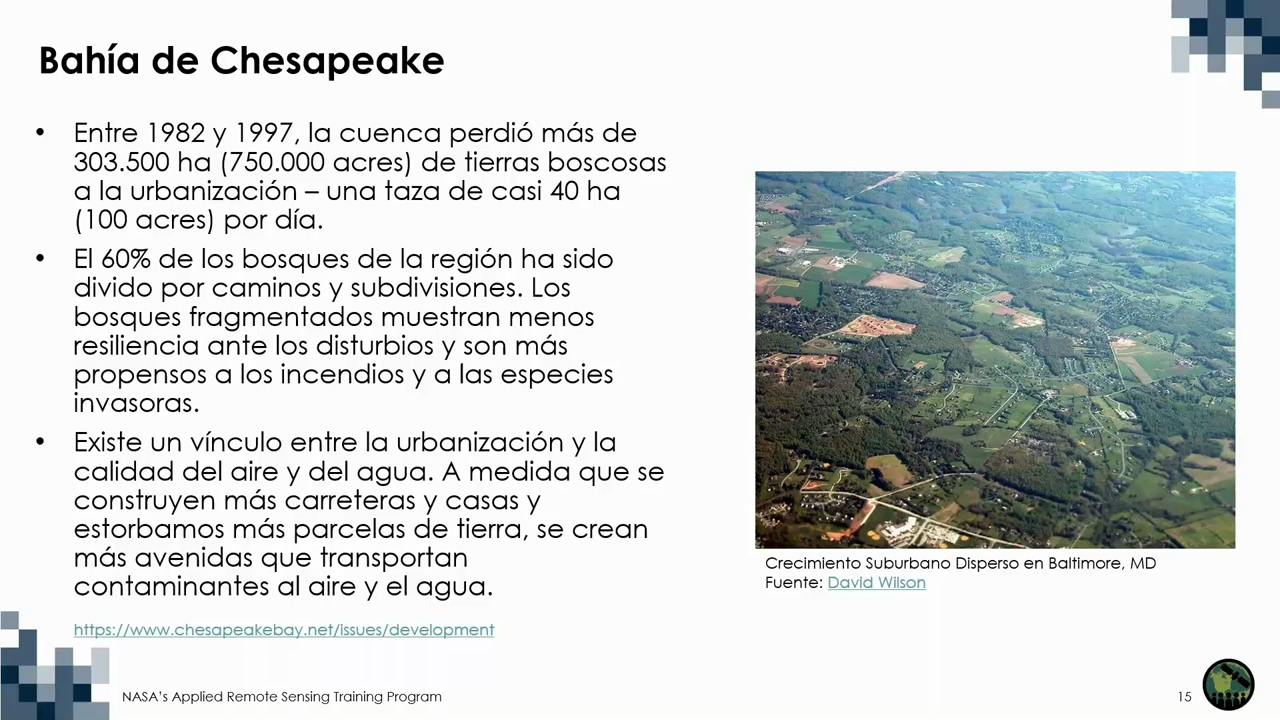 Bahía de Chesapeake
• Entre 1982 y 1997, la cuenca perdió más de
303.500 ha (750.000 acres) de tierras boscosas
a la urbanización – una taza de casi 40 ha
(100 acres) por día.
• El 60% de los bosques de la región ha sido
divido por caminos y subdivisiones. Los
bosques fragmentados muestran menos
resiliencia ante los disturbios y son más
propensos a los incendios y a las especies
invasoras.
• Existe un vínculo entre la urbanización y la
calidad del aire y del agua. A medida que se
construyen más carreteras y casas y
estorbamos más parcelas de tierra, se crean
más avenidas que transportan
contaminantes al aire y el agua.
https://www.chesapeakebay.net/issues/development
Crecimiento Suburbano Disperso en Baltimore, MD
Fuente: David Wilson
NASA's Applied Remote Sensing Training Program
15